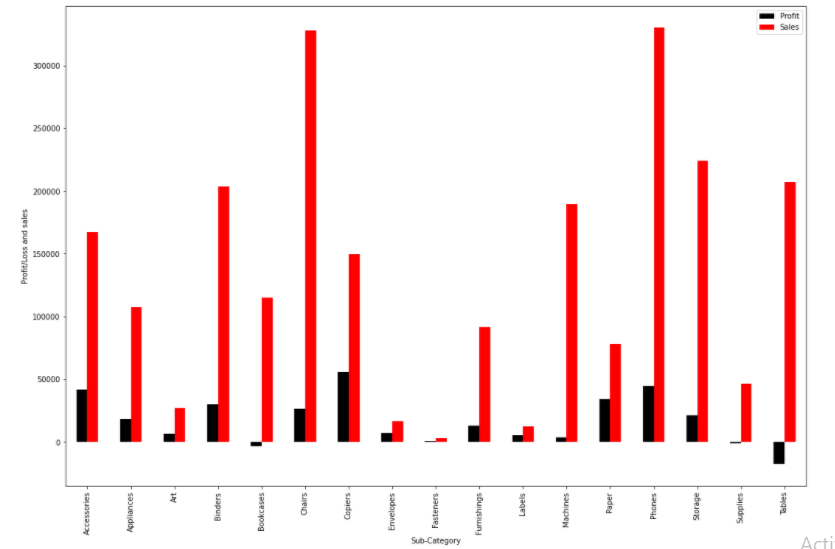 Profit
Sales
300000
250000
200000
150000
100000
50000
0
Profit/Loss and sales
Accessories
Appliances
Art
Binders
Bookcases
Chairs
Copiers
Envelopes
Fasteners
Furnishings
Labels
Machines
Paper
Phones
Storage
Supplies
Tables
Sub-Category
Acti